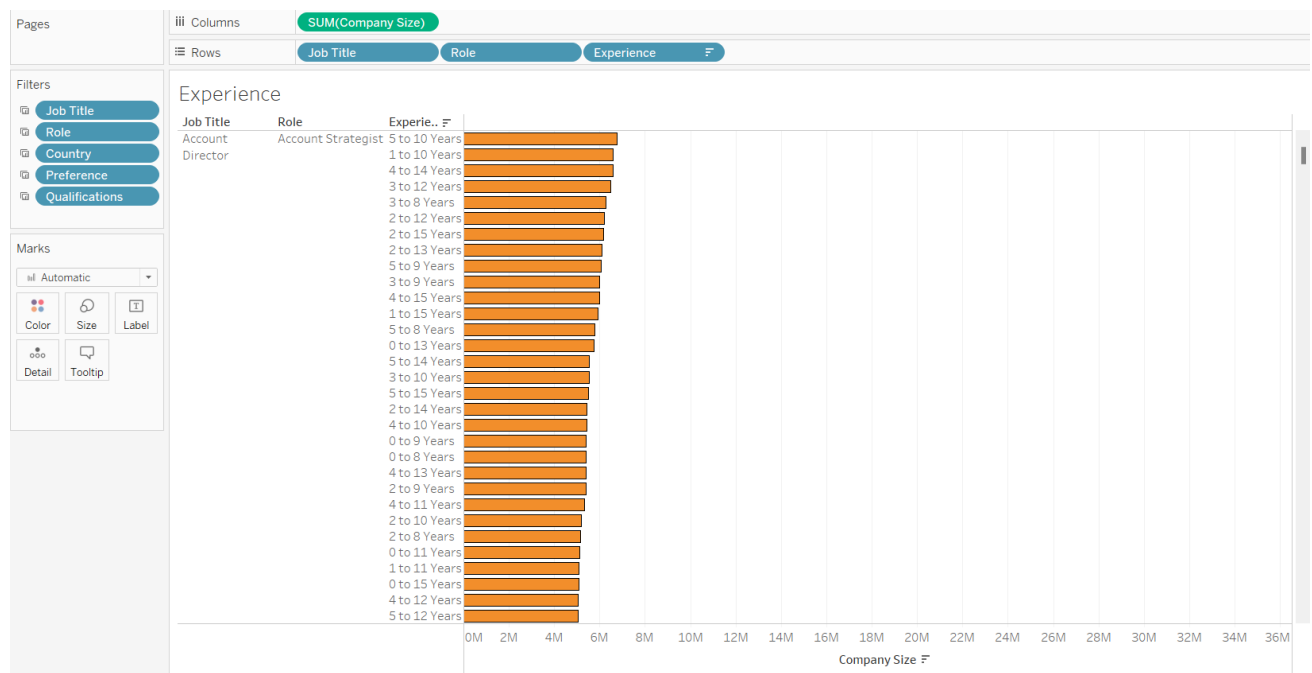 Pages
Columns SUM(Company Size)
Rows Job Title Role Experience
Filters
Job Title
Role
Country
Preference
Qualifications
Marks
Automatic
Color Size Label
T
Detail Tooltip
Experience
Job Title Role Experie..
Account Account Strategist 5 to 10 Years
Director 1 to 10 Years
4 to 14 Years
3 to 12 Years
3 to 8 Years
2 to 12 Years
2 to 15 Years
2 to 13 Years
5 to 9 Years
3 to 9 Years
4 to 15 Years
1 to 15 Years
5 to 8 Years
0 to 13 Years
5 to 14 Years
3 to 10 Years
5 to 15 Years
2 to 14 Years
4 to 10 Years
0 to 9 Years
0 to 8 Years
4 to 13 Years
2 to 9 Years
4 to 11 Years
2 to 10 Years
2 to 8 Years
0 to 11 Years
1 to 11 Years
0 to 15 Years
4 to 12 Years
5 to 12 Years
0M 2M 4M 6M 8M 10M 12M 14M 16M 18M 20M 22M 24M 26M 28M 30M 32M 34M 36M
Company Size